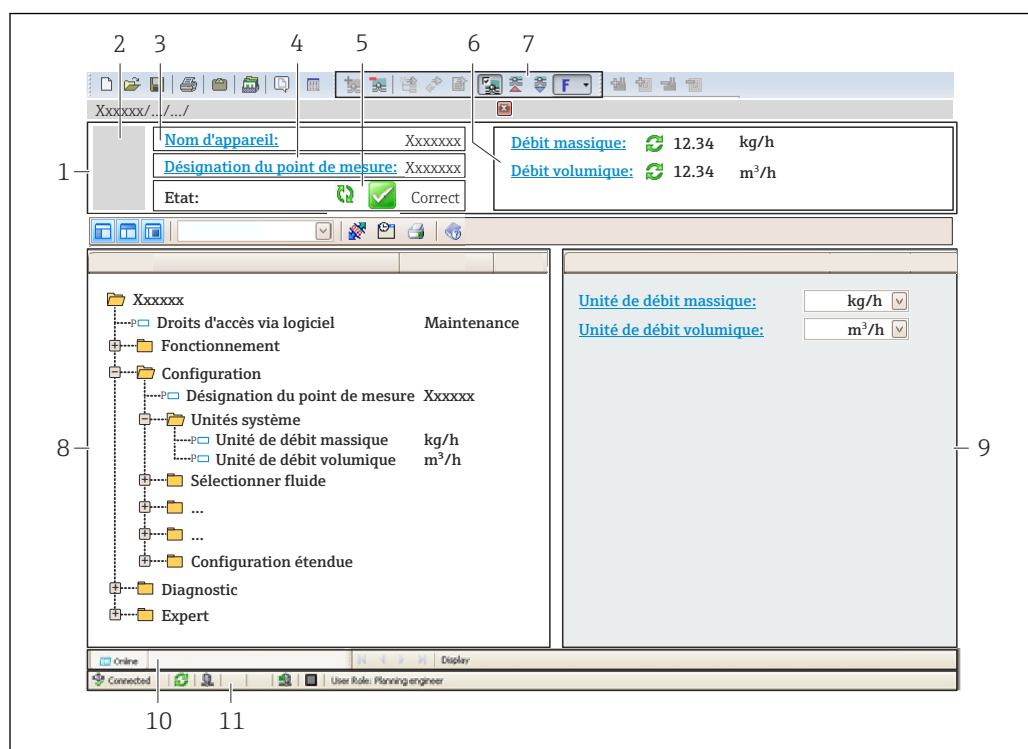 2 3 4 5 6 7
F
Xxxxxx/.../.../
1
Nom d'appareil: Xxxxxxx
Désignation du point de mesure: Xxxxxxx
Etat: Correct
Débit massique: 12.34 kg/h
Débit volumique: 12.34 m³/h
Xxxxxx
P Droits d'accès via logiciel Maintenance
Fonctionnement
Configuration
P Désignation du point de mesure Xxxxxx
Unités système
P Unité de débit massique kg/h
P Unité de débit volumique m³/h
Sélectionner fluide
...
...
Configuration étendue
Diagnostic
Expert
8
Unité de débit massique: kg/h
Unité de débit volumique: m³/h
9
Online Display
Connected User Role: Planning engineer
10 11